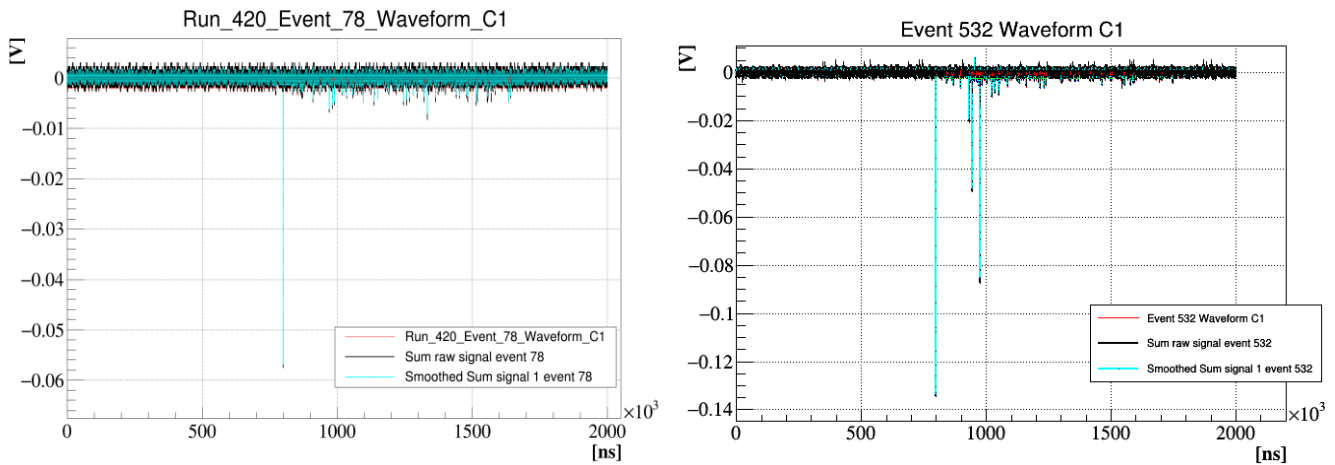 Run_420_Event_78_Waveform_C1
[V]
0
−0.01
−0.02
−0.03
−0.04
−0.05
−0.06
Run_420_Event_78_Waveform_C1
Sum raw signal event 78
Smoothed Sum signal 1 event 78
0 500 1000 1500 2000
×10³
[ns]
Event 532 Waveform C1
[V]
0
−0.02
−0.04
−0.06
−0.08
−0.1
−0.12
−0.14
Event 532 Waveform C1
Sum raw signal event 532
Smoothed Sum signal 1 event 532
0 500 1000 1500 2000
×10³
[ns]